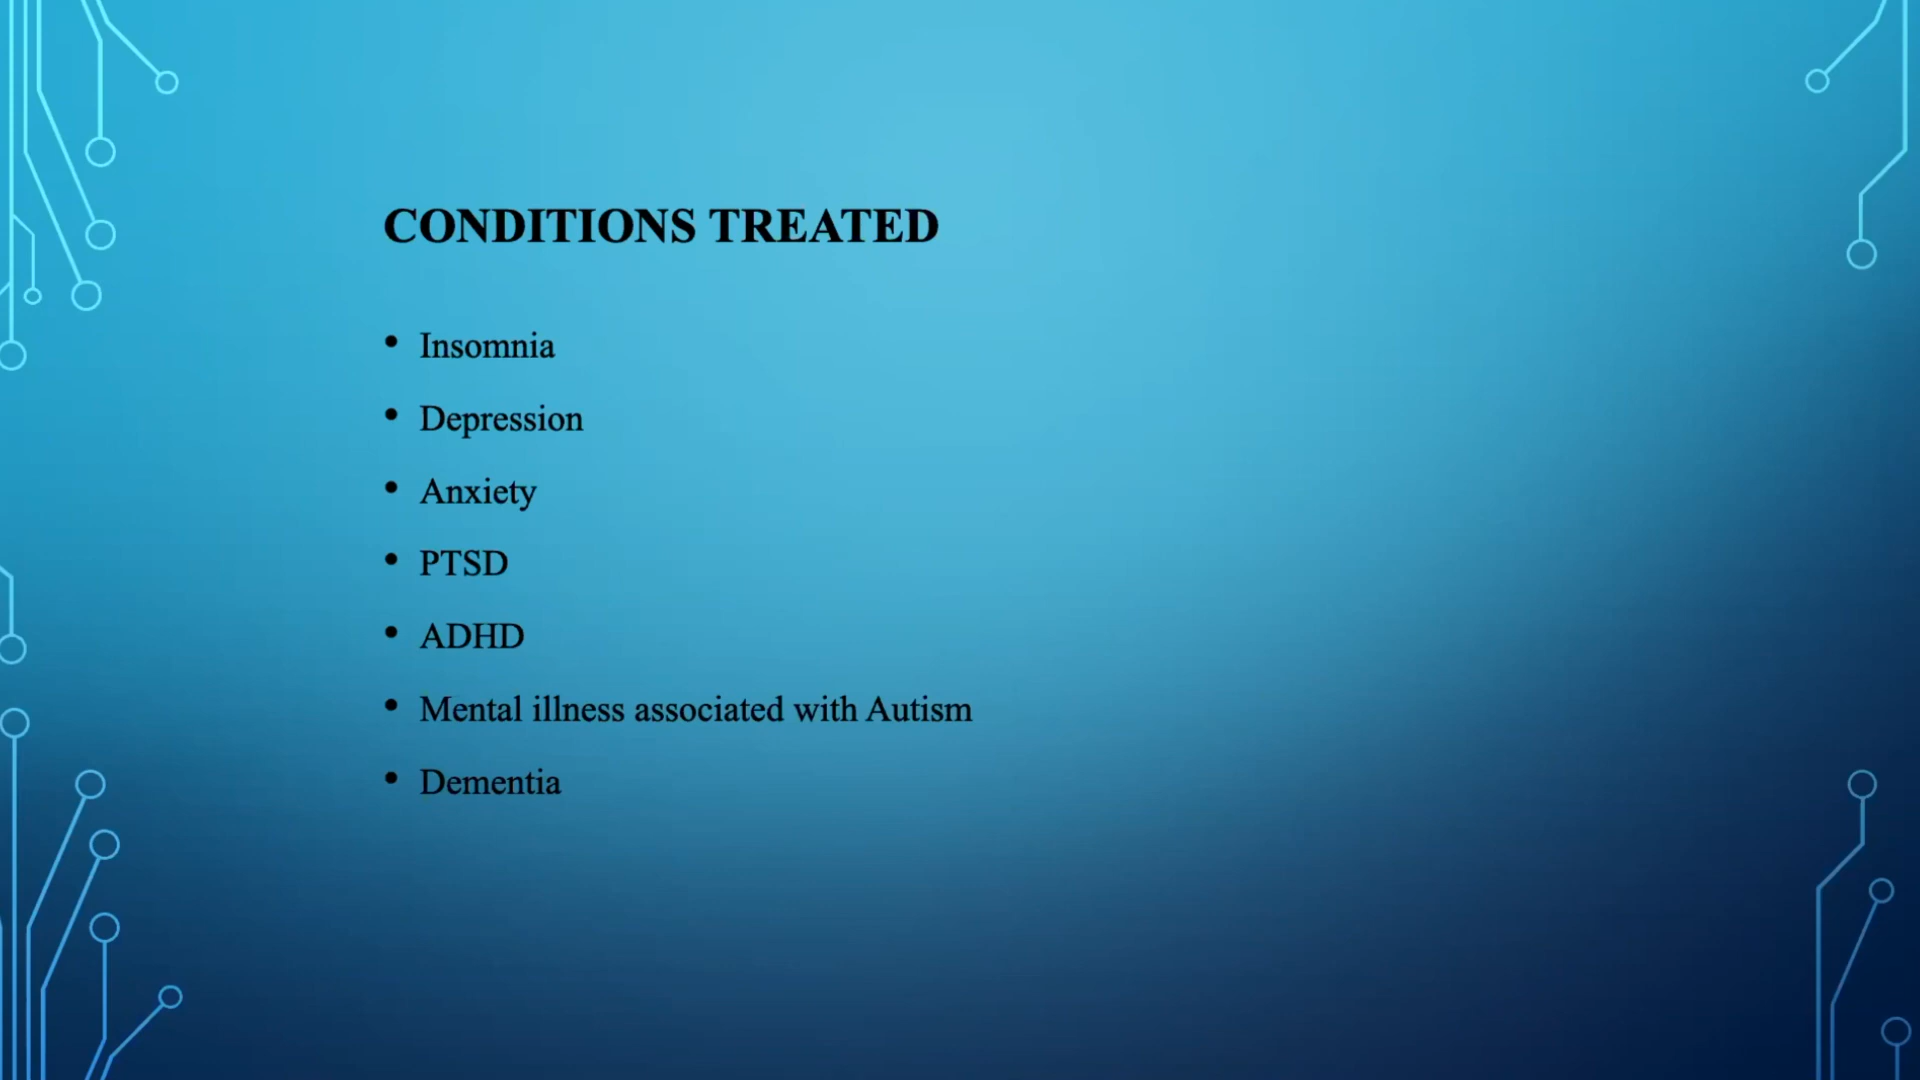 CONDITIONS TREATED
• Insomnia
• Depression
• Anxiety
• PTSD
• ADHD
• Mental illness associated with Autism
• Dementia